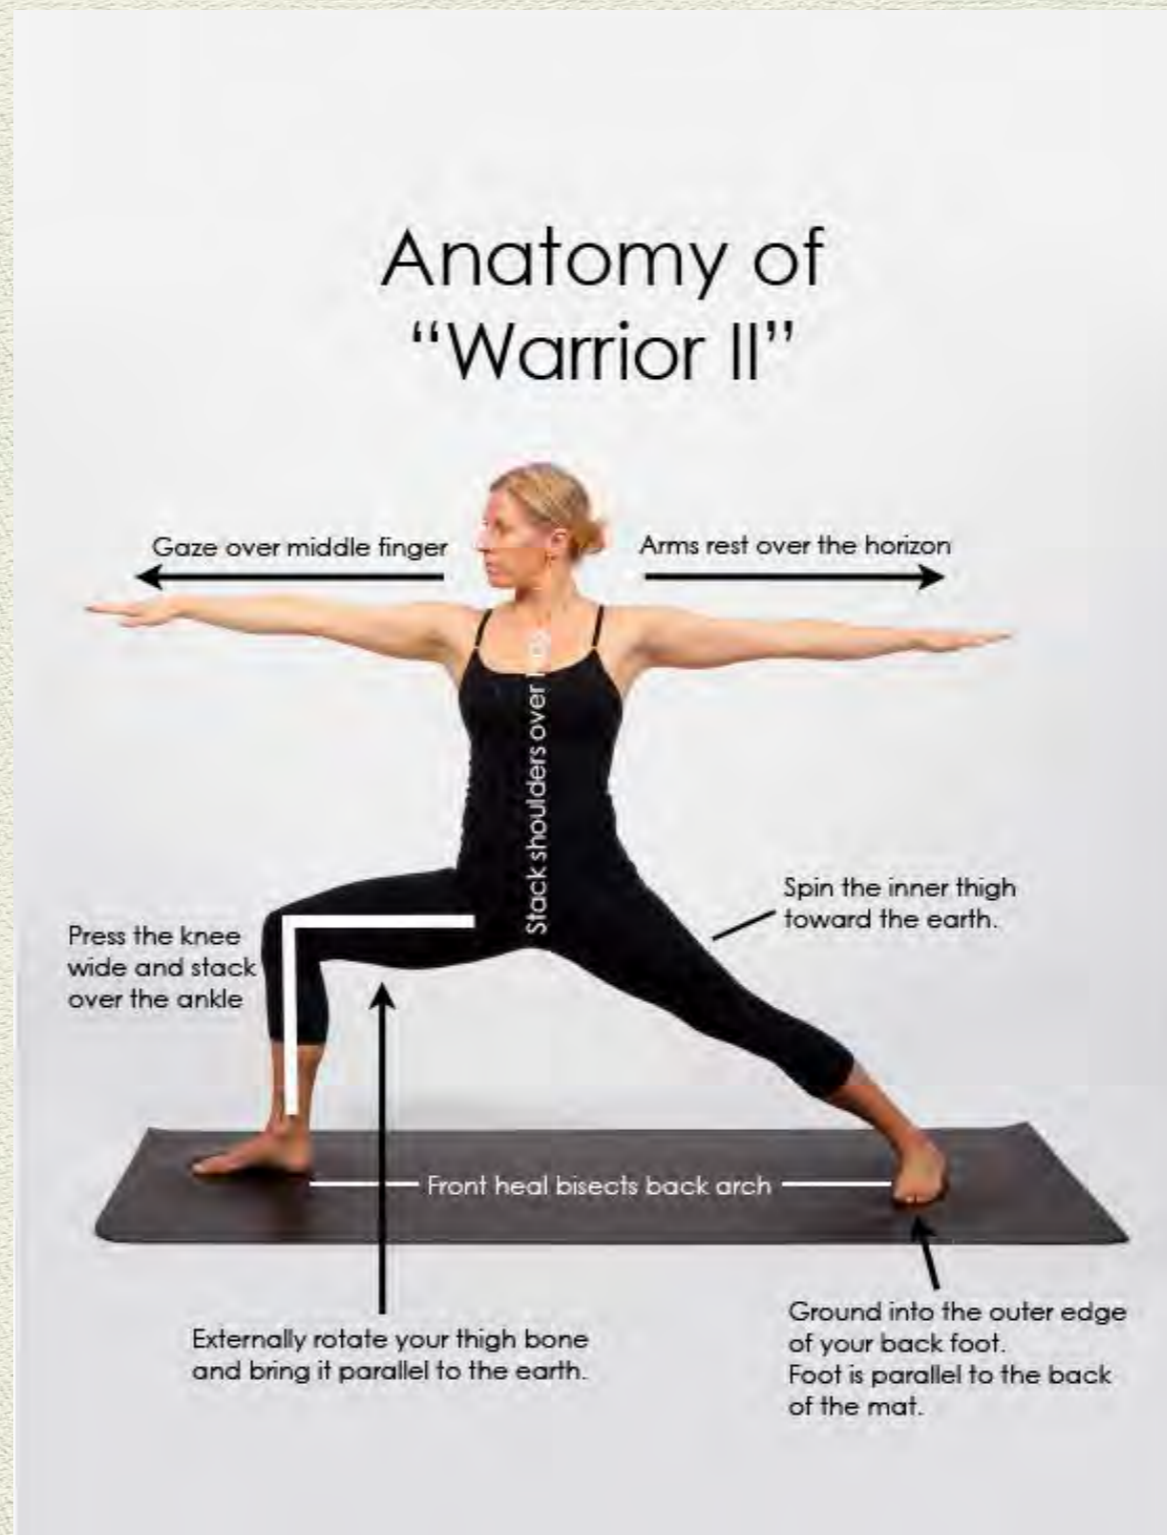 Anatomy of
“Warrior II”
Gaze over middle finger
Arms rest over the horizon
Stack shoulders over
Spin the inner thigh
toward the earth.
Press the knee
wide and stack
over the ankle
Front heal bisects back arch
Externally rotate your thigh bone
and bring it parallel to the earth.
Ground into the outer edge
of your back foot.
Foot is parallel to the back
of the mat.